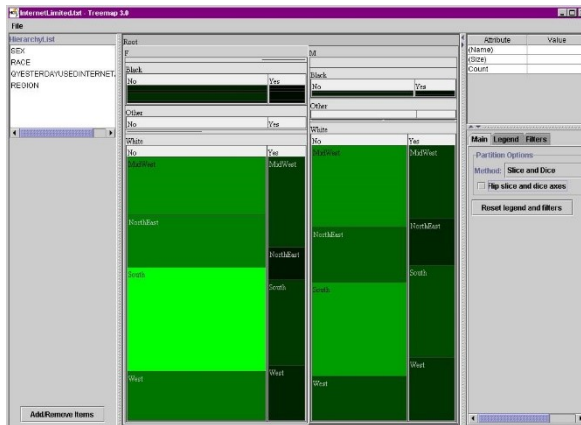 InternetLimited.txt - Treemap 3.0
File
HierarchyList
SEX
RACE
QYESTERDAYUSEDINTERNET.
REGION
Add/Remove Items
Root
F
Black
No Yes
Other
No Yes
White
No Yes
MidWest MidWest
NorthEast
NorthEast
South
South
West West
M
Black
No Yes
Other
White
No Yes
MidWest MidWest
NorthEast NorthEast
South South
West West
Attribute Value
(Name)
(Size)
Count
Main Legend Filters
Partition Options
Method: Slice and Dice
Flip slice and dice axes
Reset legend and filters